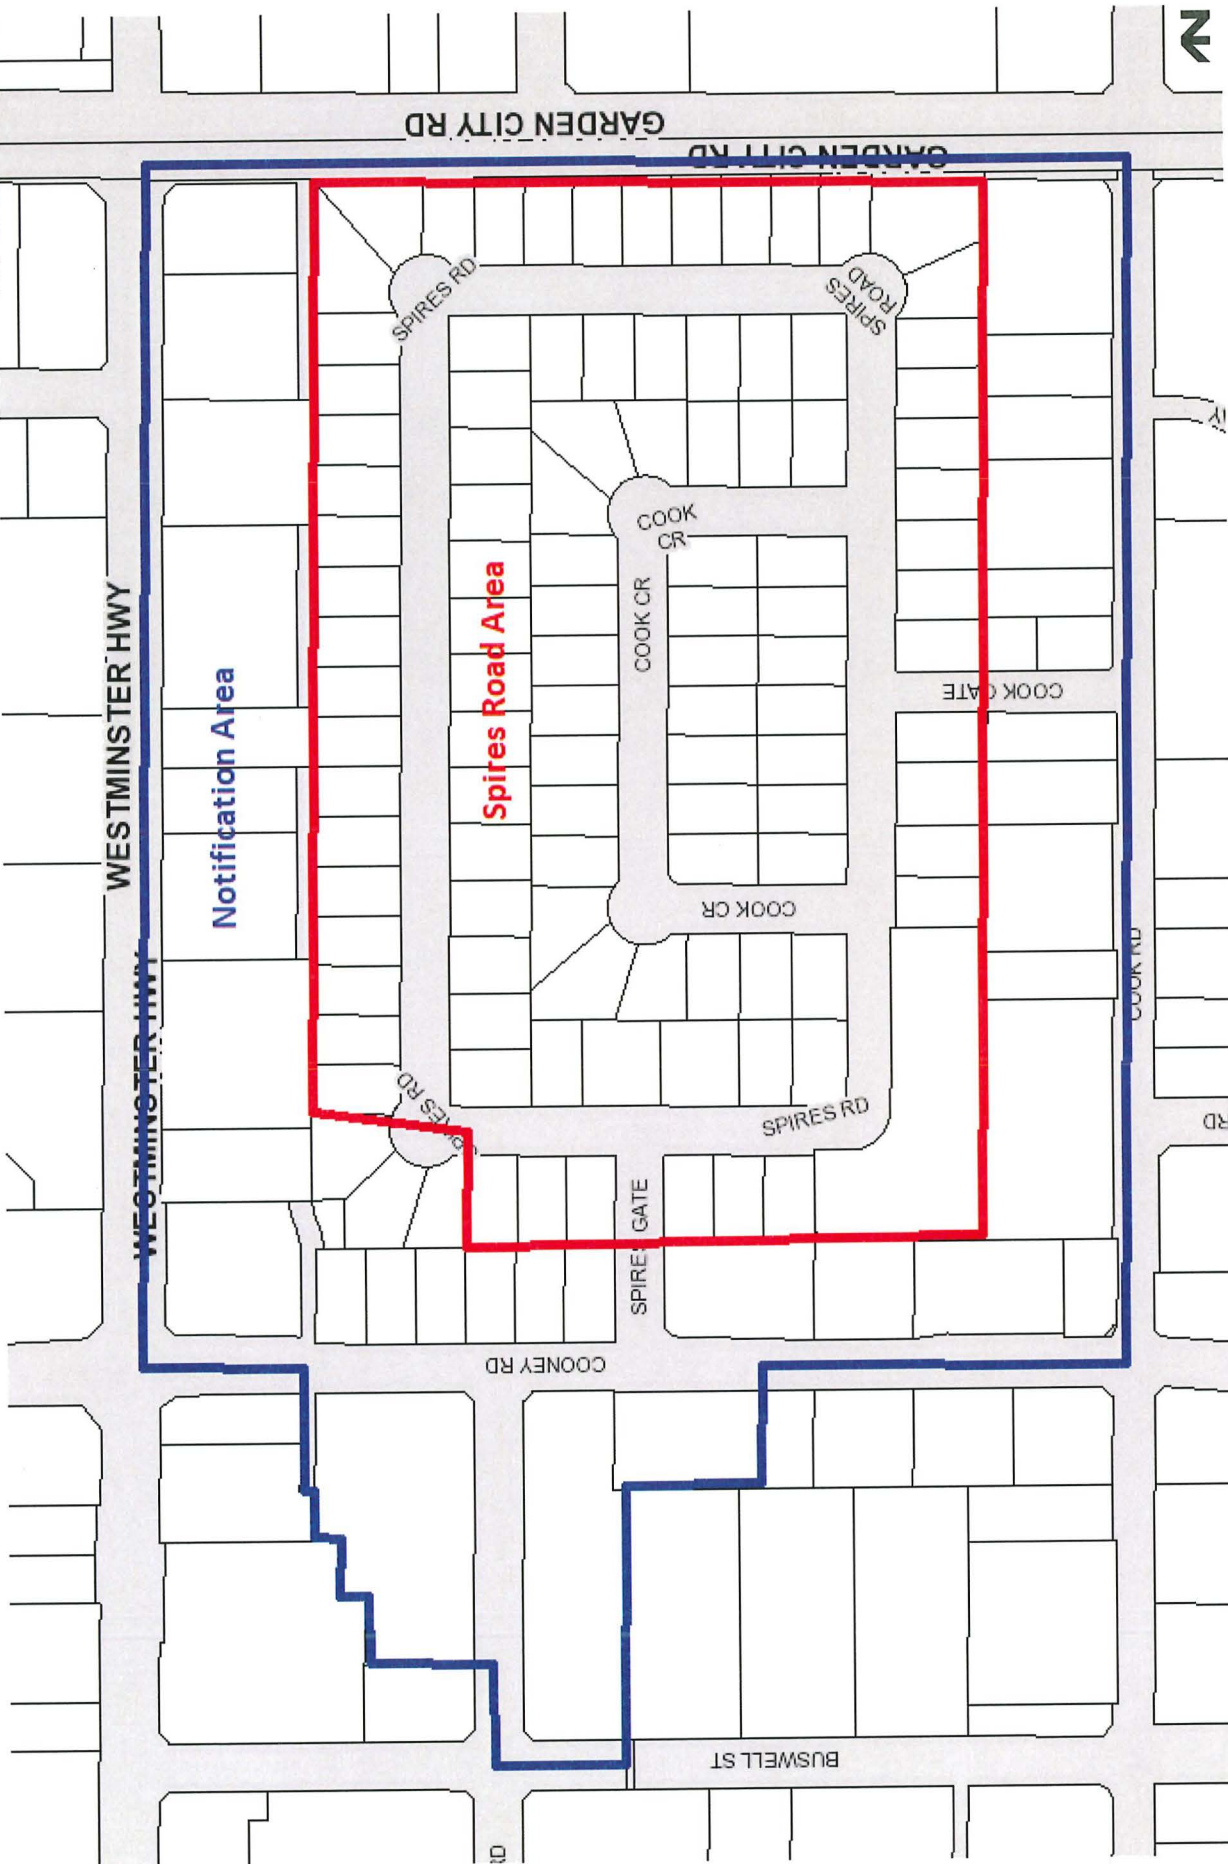 N
GARDEN CITY RD
GARDEN CITY RD
SPIRES RD
SPIRES
ROAD
COOK
CR
COOK CR
Spires Road Area
WESTMINSTER HWY
Notification Area
COOK GATE
COOK CR
COOK RD
WESTMINSTER HWY
SPIRES RD
SPIRES RD
SPIRES GATE
RD
COONEY RD
BUSWELL ST
RD